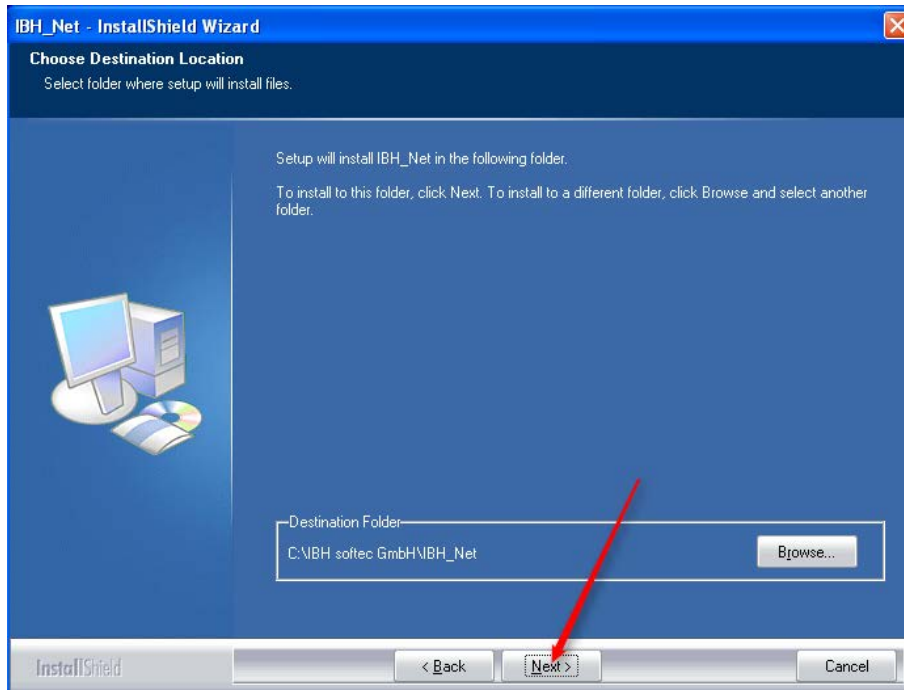 IBH_Net - InstallShield Wizard
Choose Destination Location
Select folder where setup will install files.
Setup will install IBH_Net in the following folder.
To install to this folder, click Next. To install to a different folder, click Browse and select another
folder.
Destination Folder
C:\IBH softec GmbH\IBH_Net
Browse...
InstallShield
< Back
Next >
Cancel